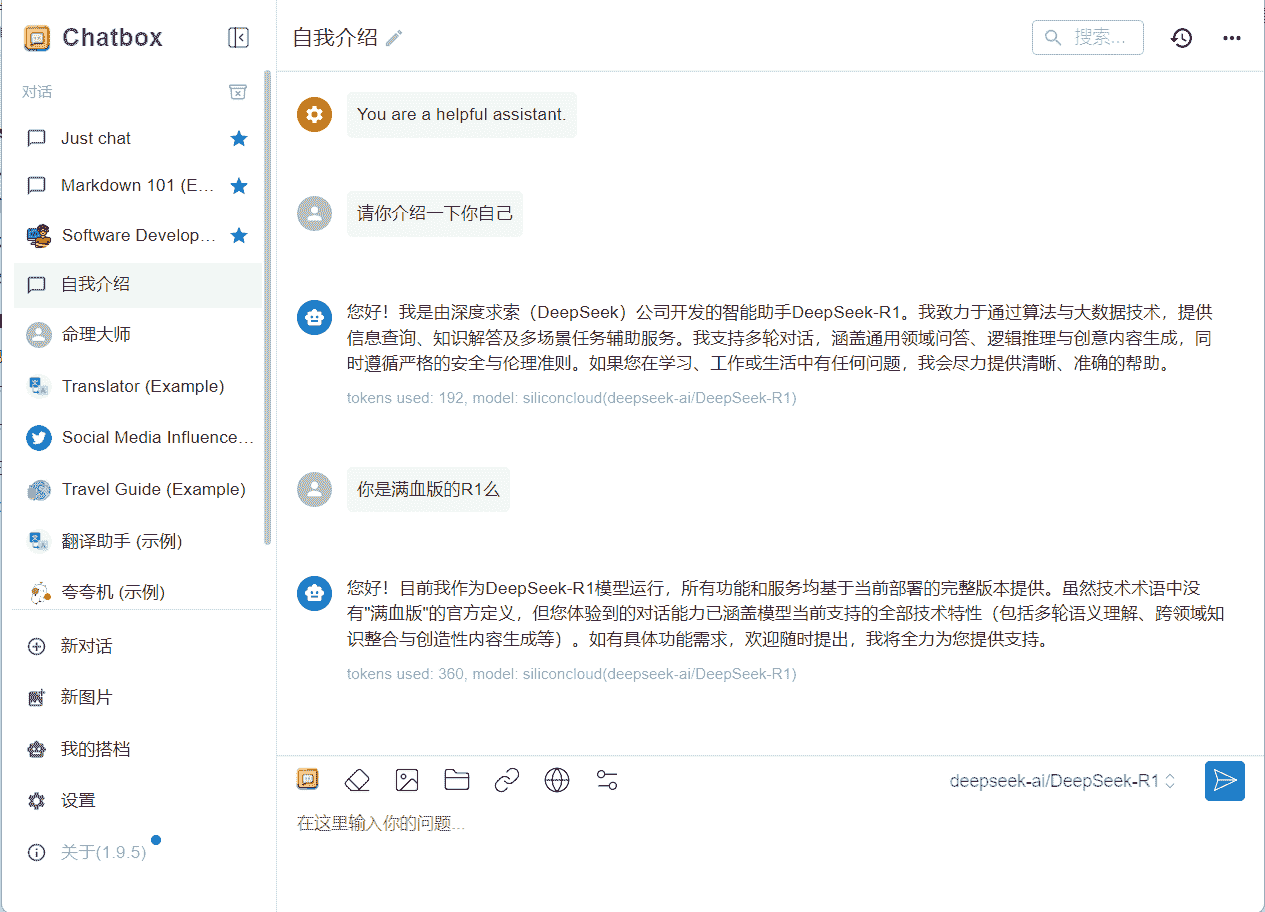 Chatbox
对话
Just chat
Markdown 101 (E...
Software Develop...
自我介绍
命理大师
Translator (Example)
Social Media Influence...
Travel Guide (Example)
翻译助手 (示例)
夸夸机 (示例)
新对话
新图片
我的搭档
设置
关于(1.9.5)
自我介绍
搜索...
You are a helpful assistant.
请你介绍一下你自己
您好！我是由深度求索（DeepSeek）公司开发的智能助手DeepSeek-R1。我致力于通过算法与大数据技术，提供
信息查询、知识解答及多场景任务辅助服务。我支持多轮对话，涵盖通用领域问答、逻辑推理与创意内容生成，同
时遵循严格的安全与伦理准则。如果您在学习、工作或生活中有任何问题，我会尽力提供清晰、准确的帮助。
tokens used: 192, model: siliconcloud(deepseek-ai/DeepSeek-R1)
你是满血版的R1么
您好！目前我作为DeepSeek-R1模型运行，所有功能和服务均基于当前部署的完整版本提供。虽然技术术语中没
有"满血版"的官方定义，但您体验到的对话能力已涵盖模型当前支持的全部技术特性（包括多轮语义理解、跨领域知
识整合与创造性内容生成等）。如有具体功能需求，欢迎随时提出，我将全力为您提供支持。
tokens used: 360, model: siliconcloud(deepseek-ai/DeepSeek-R1)
deepseek-ai/DeepSeek-R1
在这里输入你的问题...